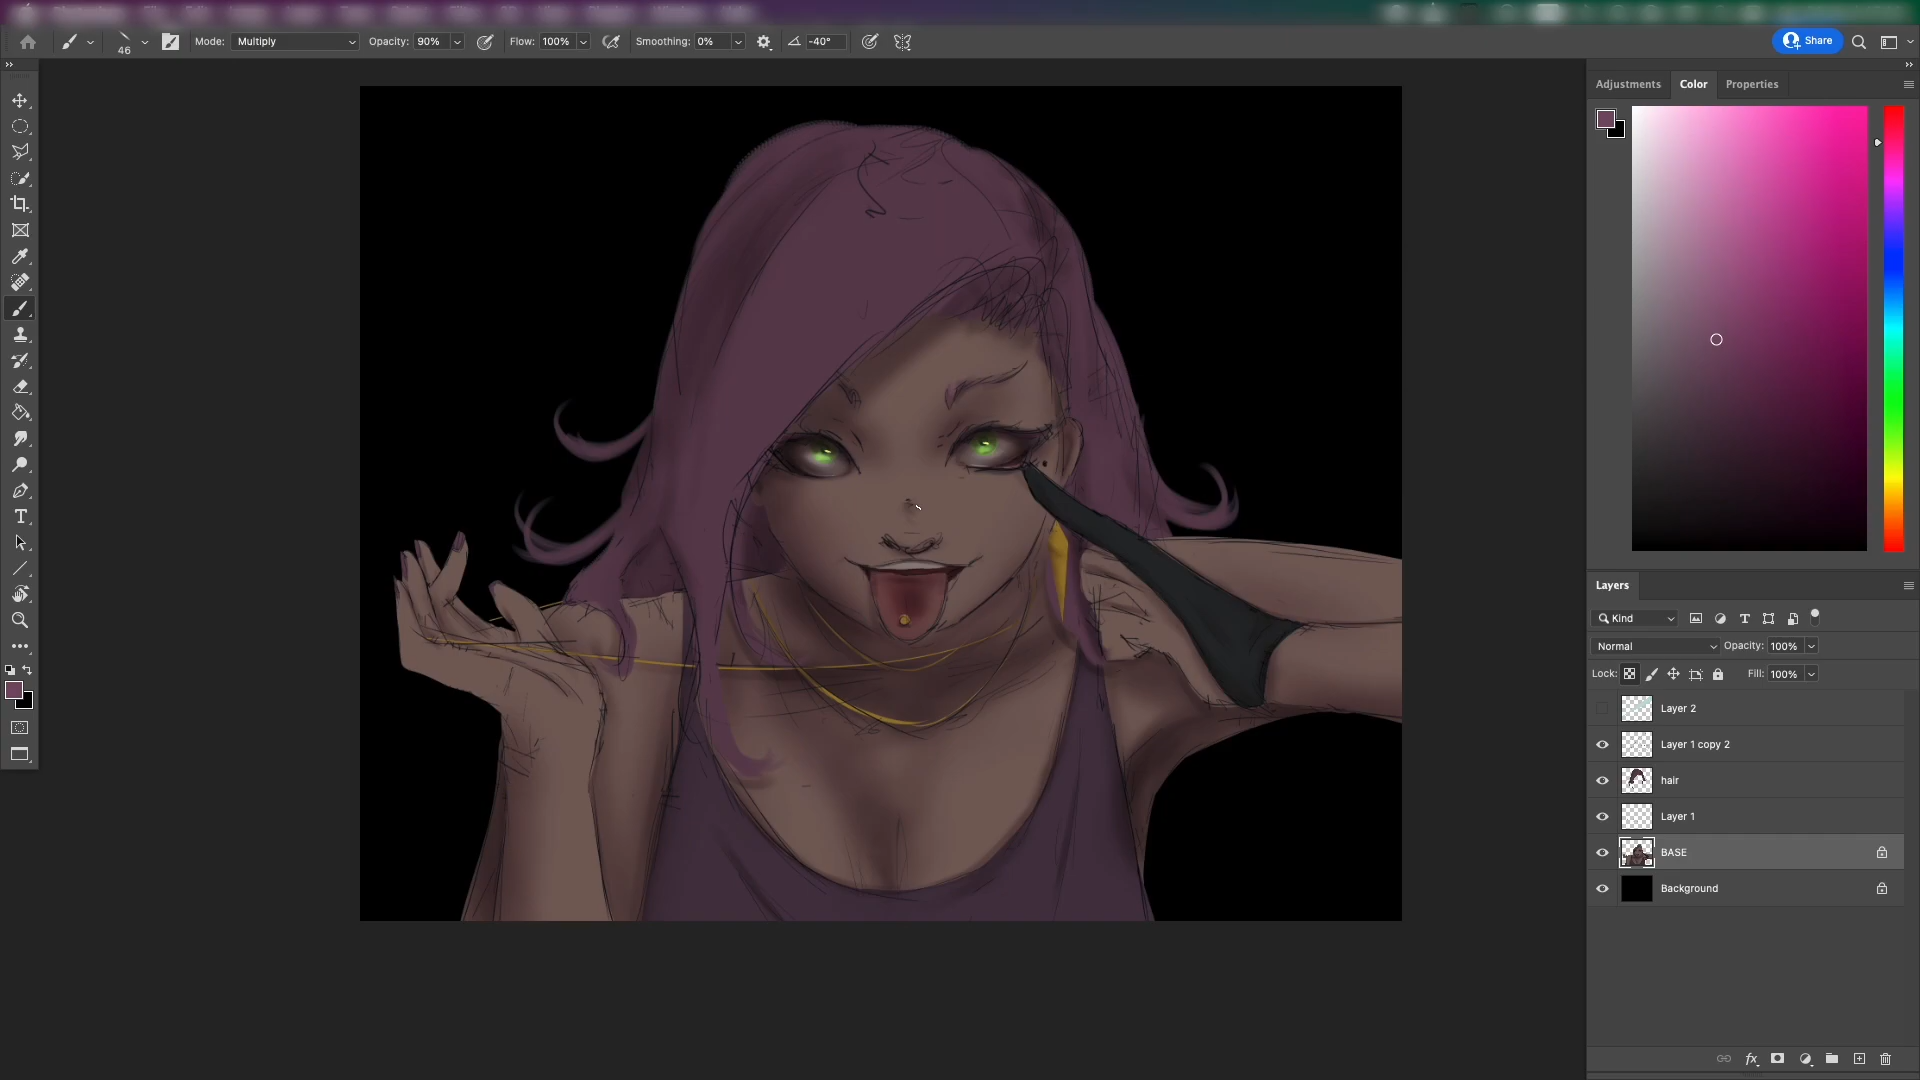 46
Mode: Multiply Opacity: 90% Flow: 100% Smoothing: 0% -40°
Share
Adjustments Color Properties
Layers
Kind
Normal Opacity: 100%
Lock: Fill: 100%
Layer 2
Layer 1 copy 2
hair
Layer 1
BASE
Background